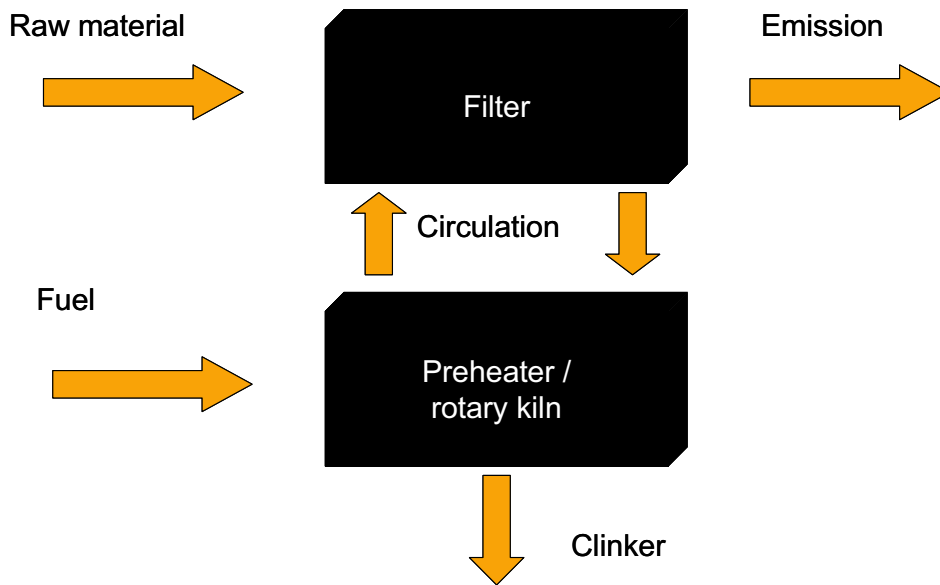 Raw material
Emission
Filter
Circulation
Fuel
Preheater /
rotary kiln
Clinker